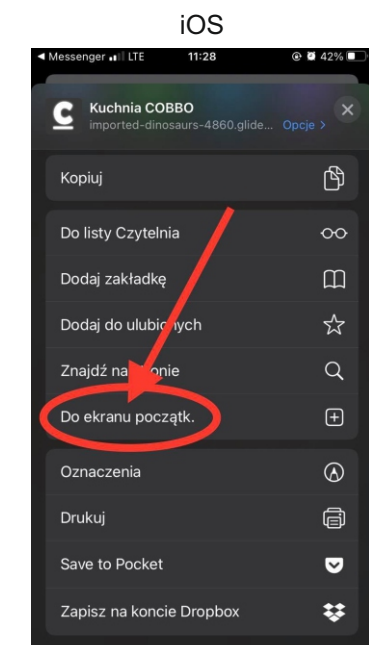 iOS
Messenger LTE 11:28 42%
Kuchnia COBBO
imported-dinosaurs-4860.glide... Opcje >
Kopiuj
Do listy Czytelnia
Dodaj zakładkę
Dodaj do ulubionych
Znajdź na stronie
Do ekranu początk.
Oznaczenia
Drukuj
Save to Pocket
Zapisz na koncie Dropbox